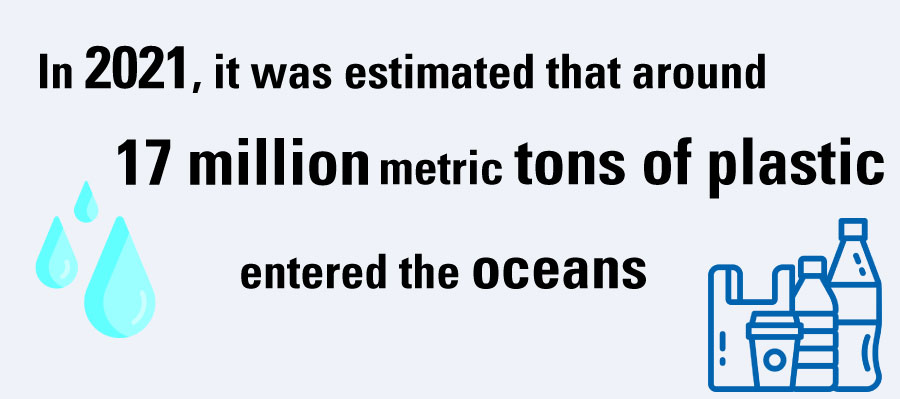 In 2021, it was estimated that around
17 million metric tons of plastic
entered the oceans